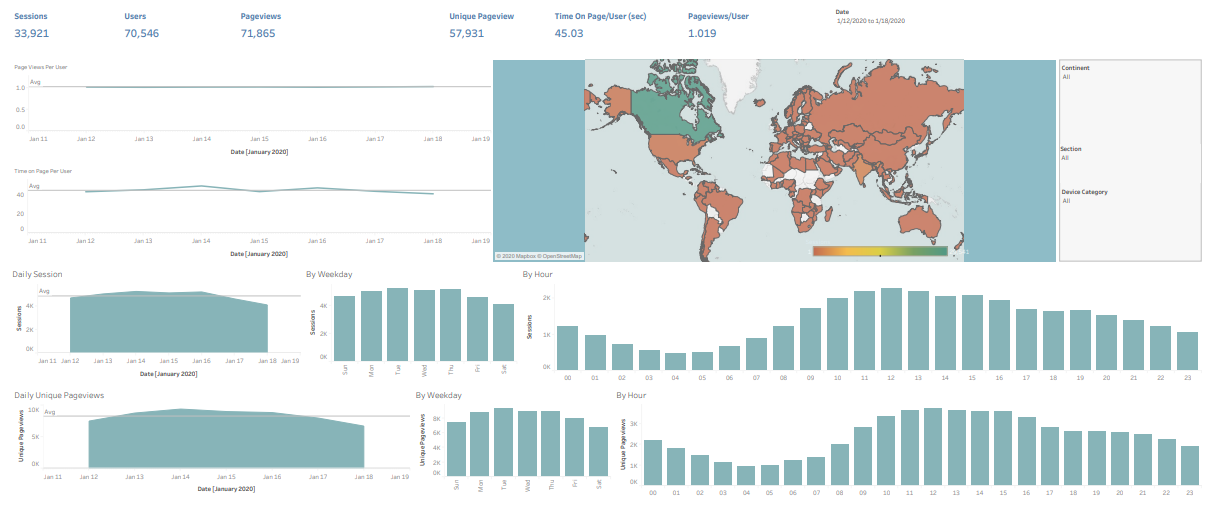 Sessions Users Pageviews Unique Pageview Time On Page/User (sec) Pageviews/User Date
33,921 70,546 71,865 57,931 45.03 1.019 1/12/2020 to 1/18/2020
Page Views Per User
Avg
1.0
0.5
0.0
Jan 11 Jan 12 Jan 13 Jan 14 Jan 15 Jan 16 Jan 17 Jan 18 Jan 19
Date [January 2020]
Time on Page Per User
Avg
40
20
0
Jan 11 Jan 12 Jan 13 Jan 14 Jan 15 Jan 16 Jan 17 Jan 18 Jan 19
Date [January 2020]
© 2020 Mapbox © OpenStreetMap
Continent
All
Section
All
Device Category
All
Daily Session
Avg
Sessions
4K
2K
0K
Jan 11 Jan 12 Jan 13 Jan 14 Jan 15 Jan 16 Jan 17 Jan 18 Jan 19
Date [January 2020]
By Weekday
Sessions
4K
2K
0K
Sun Mon Tue Wed Thu Fri Sat
By Hour
Sessions
2K
1K
0K
00 01 02 03 04 05 06 07 08 09 10 11 12 13 14 15 16 17 18 19 20 21 22 23
Daily Unique Pageviews
Avg
Unique Pageviews
10K
5K
0K
Jan 11 Jan 12 Jan 13 Jan 14 Jan 15 Jan 16 Jan 17 Jan 18 Jan 19
Date [January 2020]
By Weekday
Unique Pageviews
8K
6K
4K
2K
0K
Sun Mon Tue Wed Thu Fri Sat
By Hour
Unique Pageviews
3K
2K
1K
0K
00 01 02 03 04 05 06 07 08 09 10 11 12 13 14 15 16 17 18 19 20 21 22 23